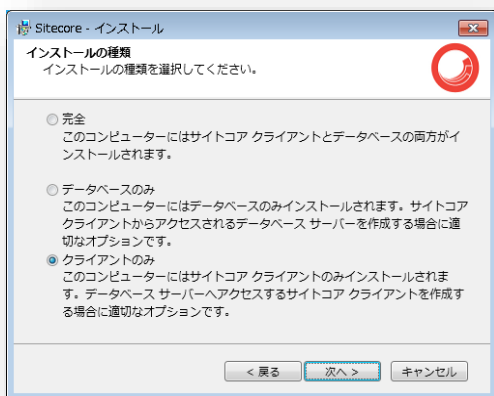 Sitecore - インストール
インストールの種類
インストールの種類を選択してください。
完全
このコンピューターにはサイトコア クライアントとデータベースの両方がイ
ンストールされます。
データベースのみ
このコンピューターにはデータベースのみインストールされます。サイトコア
クライアントからアクセスされるデータベース サーバーを作成する場合に適
切なオプションです。
クライアントのみ
このコンピューターにはサイトコア クライアントのみインストールされま
す。データベース サーバーへアクセスするサイトコア クライアントを作成す
る場合に適切なオプションです。
< 戻る 次へ > キャンセル